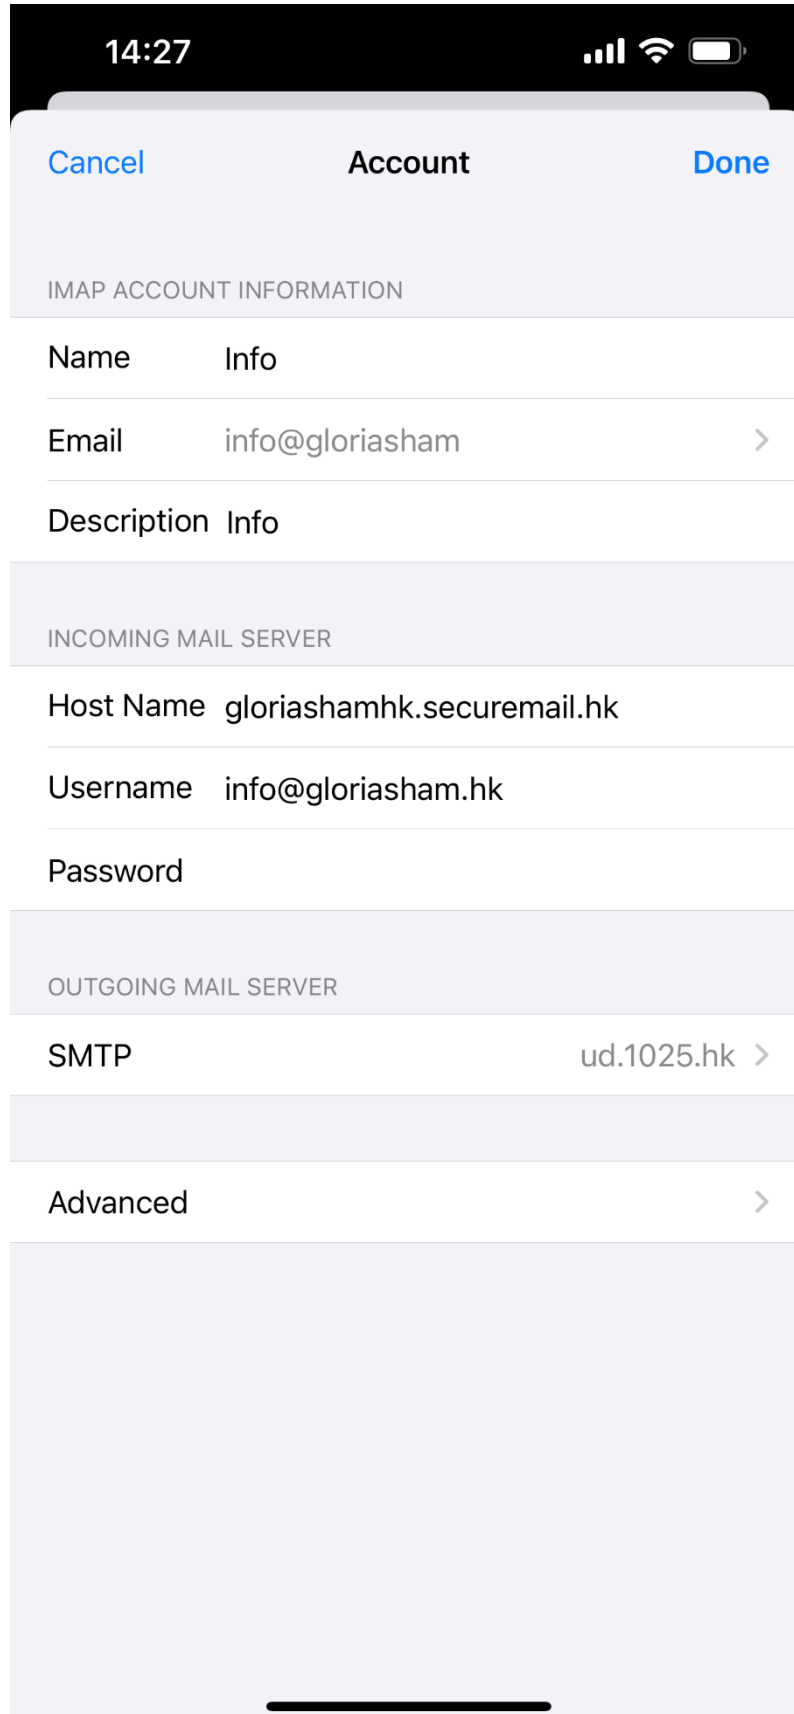 14:27
Cancel Account Done
IMAP ACCOUNT INFORMATION
Name Info
Email info@gloriasham
Description Info
INCOMING MAIL SERVER
Host Name gloriashamhk.securemail.hk
Username info@gloriasham.hk
Password
OUTGOING MAIL SERVER
SMTP ud.1025.hk
Advanced